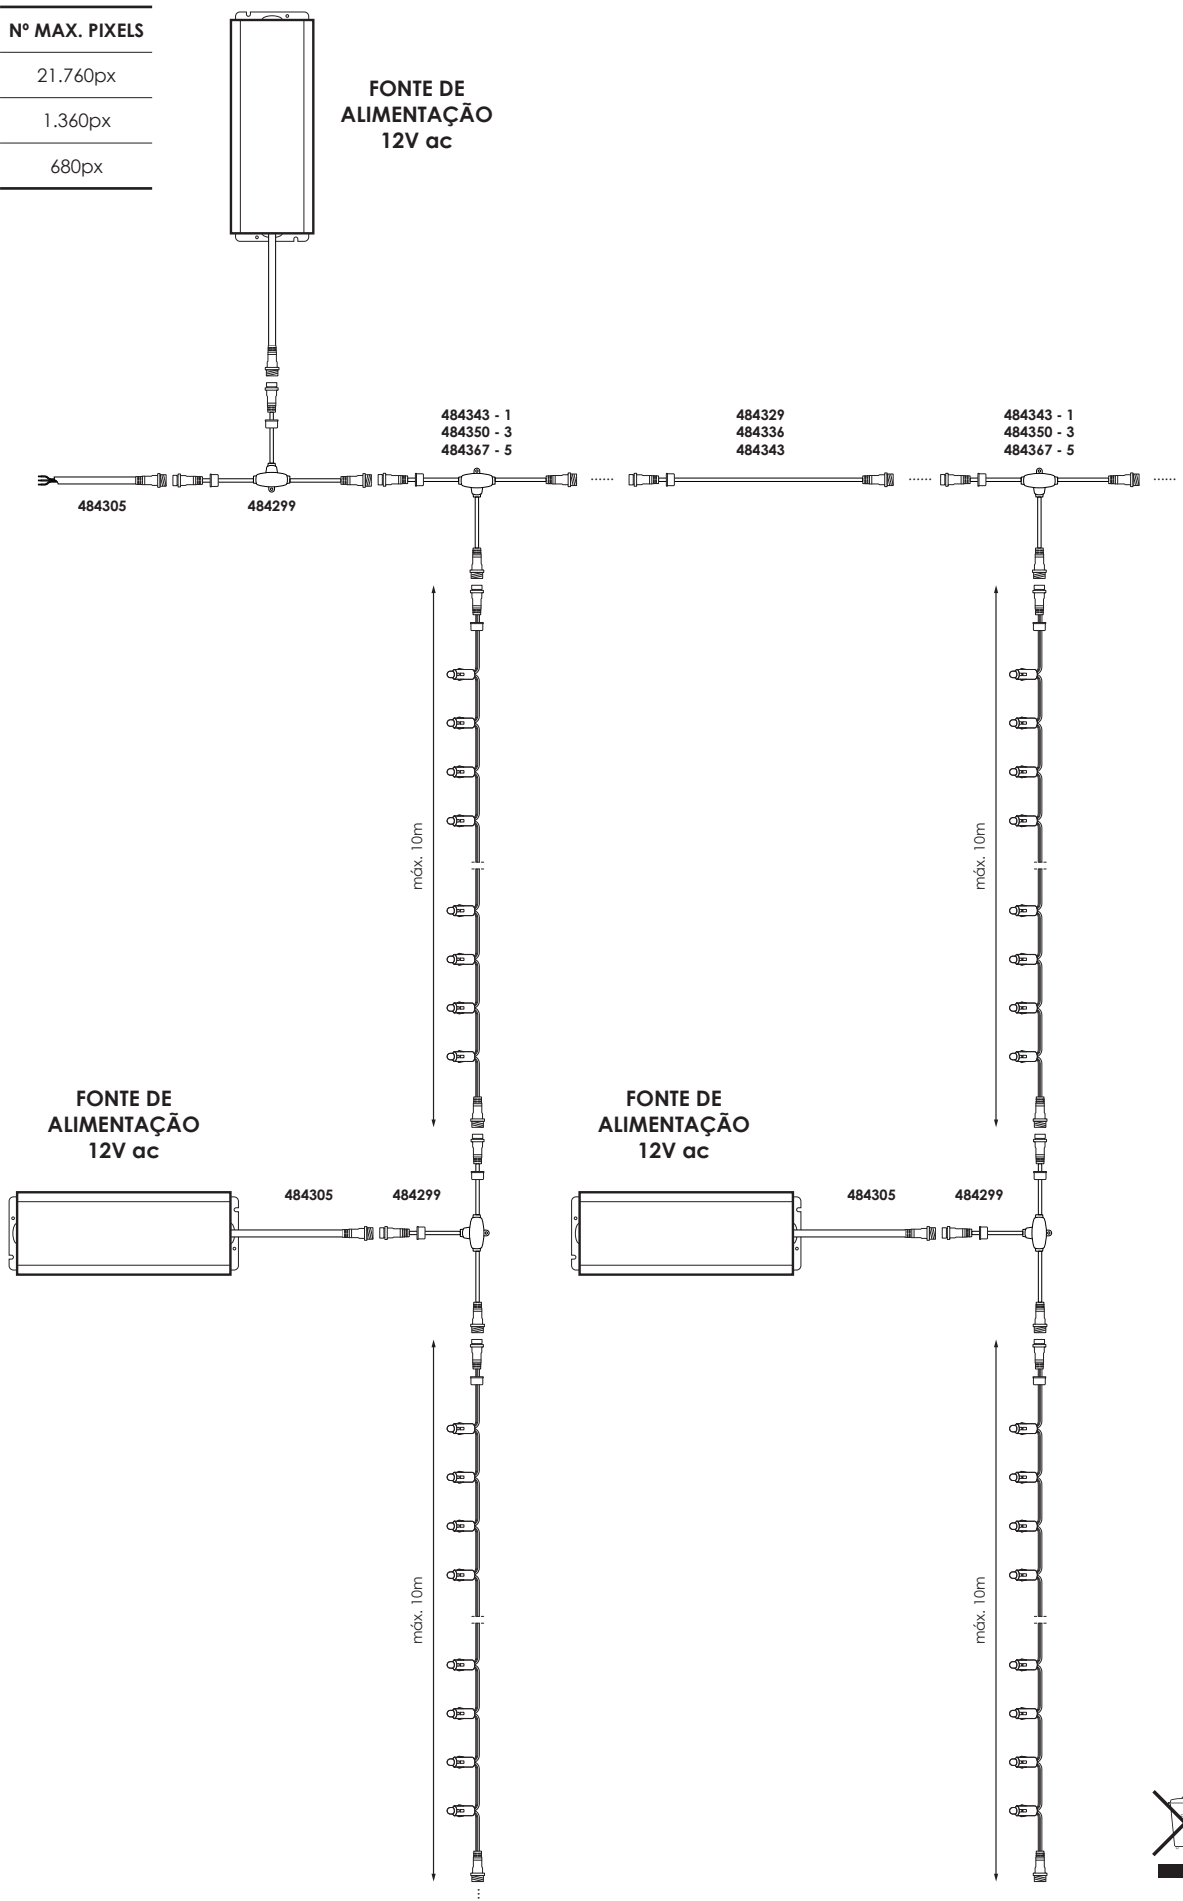 Nº MAX. PIXELS
21.760px
1.360px
680px
FONTE DE
ALIMENTAÇÃO
12V ac
484343 - 1
484350 - 3
484367 - 5
484329
484336
484343
484343 - 1
484350 - 3
484367 - 5
484305
484299
máx. 10m
máx. 10m
FONTE DE
ALIMENTAÇÃO
12V ac
FONTE DE
ALIMENTAÇÃO
12V ac
484305
484299
484305
484299
máx. 10m
máx. 10m